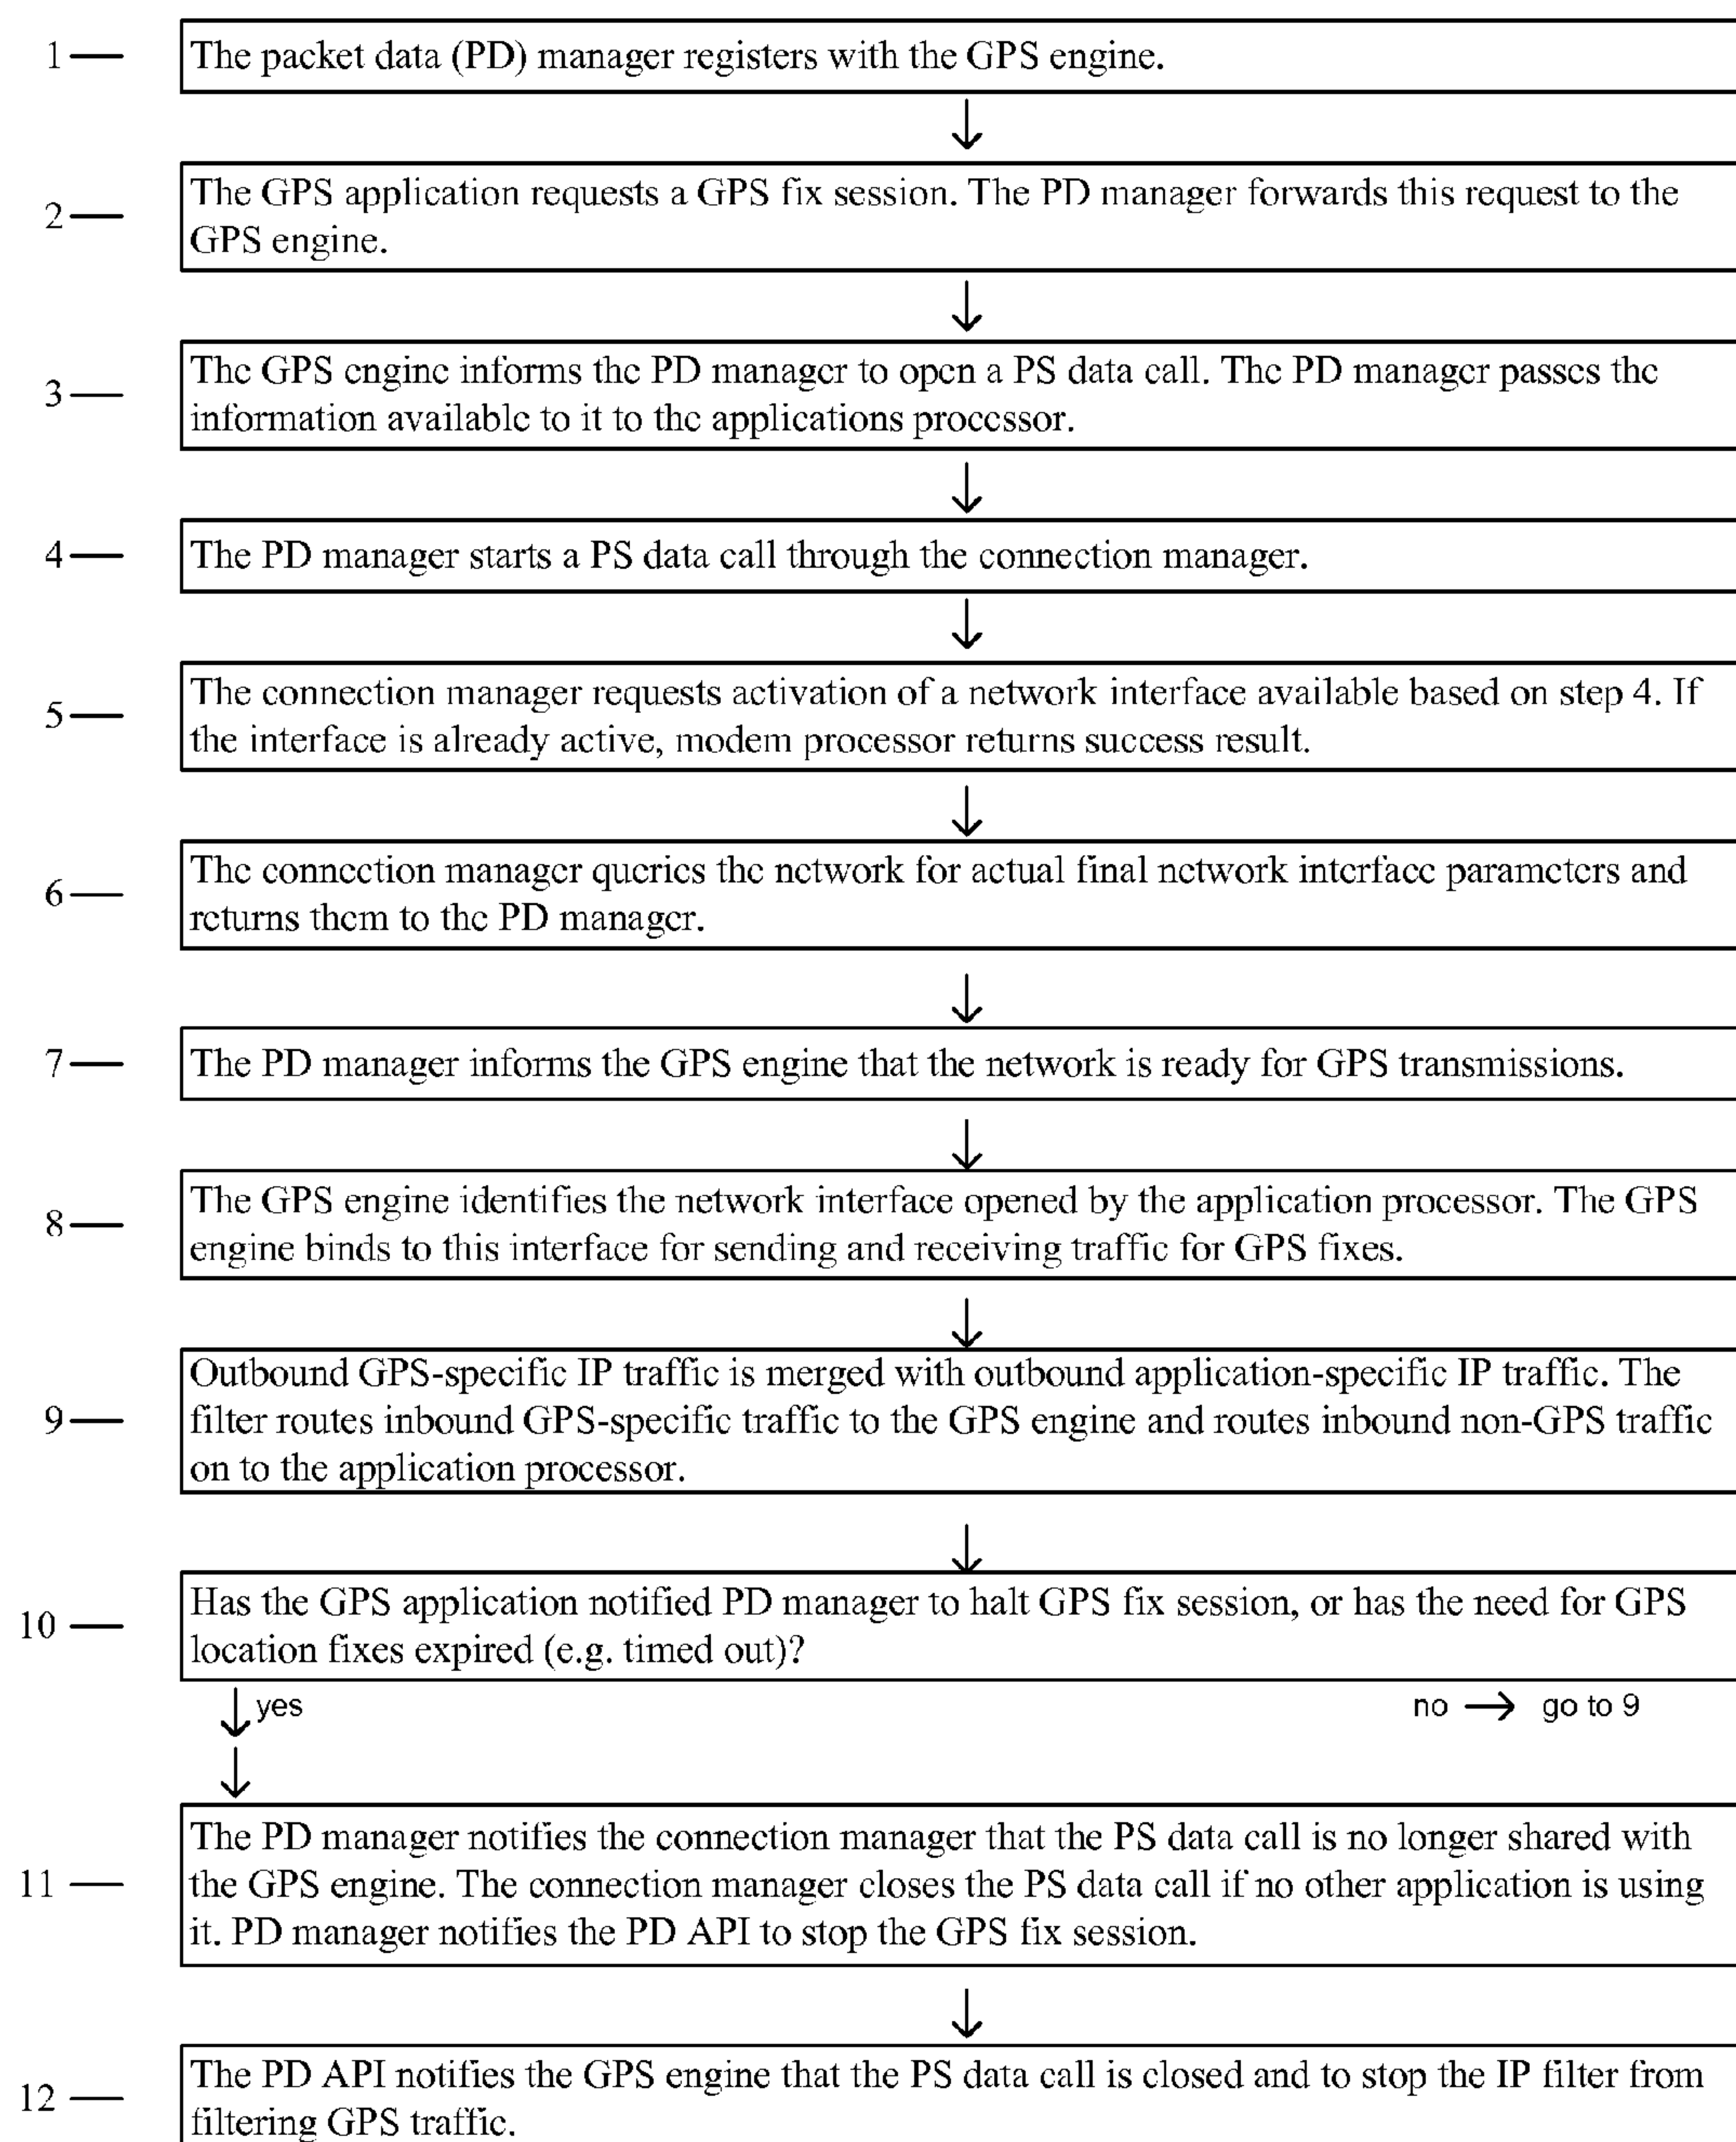 1
The packet data (PD) manager registers with the GPS engine.
2
The GPS application requests a GPS fix session. The PD manager forwards this request to the
GPS engine.
3
The GPS engine informs the PD manager to open a PS data call. The PD manager passes the
information available to it to the applications processor.
4
The PD manager starts a PS data call through the connection manager.
5
The connection manager requests activation of a network interface available based on step 4. If
the interface is already active, modem processor returns success result.
6
The connection manager queries the network for actual final network interface parameters and
returns them to the PD manager.
7
The PD manager informs the GPS engine that the network is ready for GPS transmissions.
8
The GPS engine identifies the network interface opened by the application processor. The GPS
engine binds to this interface for sending and receiving traffic for GPS fixes.
9
Outbound GPS-specific IP traffic is merged with outbound application-specific IP traffic. The
filter routes inbound GPS-specific traffic to the GPS engine and routes inbound non-GPS traffic
on to the application processor.
10
Has the GPS application notified PD manager to halt GPS fix session, or has the need for GPS
location fixes expired (e.g. timed out)?
yes
no go to 9
11
The PD manager notifies the connection manager that the PS data call is no longer shared with
the GPS engine. The connection manager closes the PS data call if no other application is using
it. PD manager notifies the PD API to stop the GPS fix session.
12
The PD API notifies the GPS engine that the PS data call is closed and to stop the IP filter from
filtering GPS traffic.